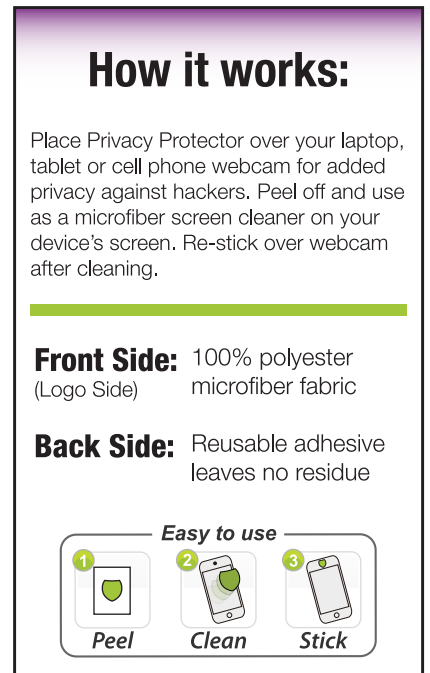 How it works:
Place Privacy Protector over your laptop,
tablet or cell phone webcam for added
privacy against hackers. Peel off and use
as a microfiber screen cleaner on your
device's screen. Re-stick over webcam
after cleaning.
Front Side: 100% polyester
(Logo Side) microfiber fabric
Back Side: Reusable adhesive
leaves no residue
Easy to use
1 2 3
Peel Clean Stick